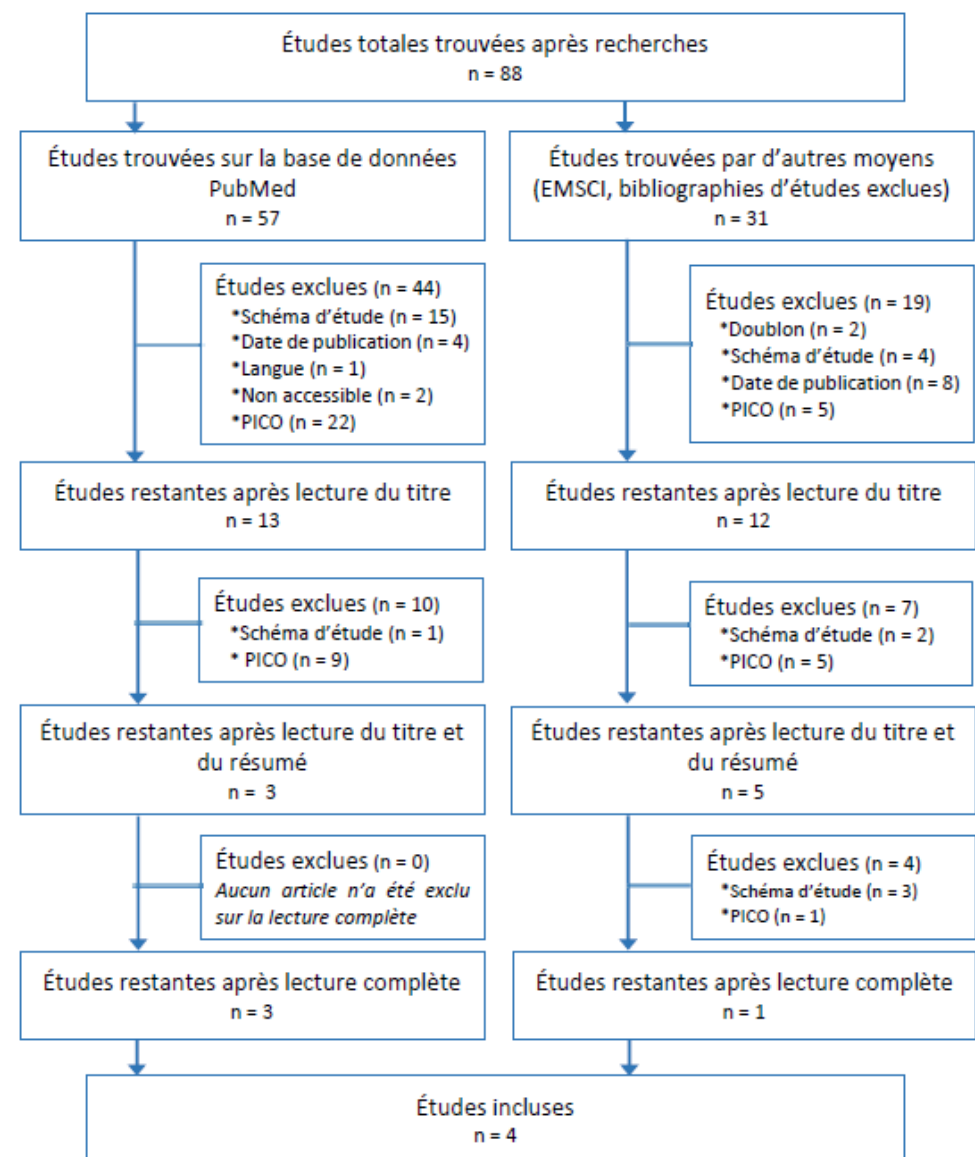 Études totales trouvées après recherches
n = 88
Études trouvées sur la base de données
PubMed
n = 57
Études trouvées par d'autres moyens
(EMSCI, bibliographies d'études exclues)
n = 31
Études exclues (n = 44)
*Schéma d'étude (n = 15)
*Date de publication (n = 4)
*Langue (n = 1)
*Non accessible (n = 2)
*PICO (n = 22)
Études exclues (n = 19)
*Doublon (n = 2)
*Schéma d'étude (n = 4)
*Date de publication (n = 8)
*PICO (n = 5)
Études restantes après lecture du titre
n = 13
Études restantes après lecture du titre
n = 12
Études exclues (n = 10)
*Schéma d'étude (n = 1)
* PICO (n = 9)
Études exclues (n = 7)
*Schéma d'étude (n = 2)
*PICO (n = 5)
Études restantes après lecture du titre et
du résumé
n = 3
Études restantes après lecture du titre et
du résumé
n = 5
Études exclues (n = 0)
Aucun article n'a été exclu
sur la lecture complète
Études exclues (n = 4)
*Schéma d'étude (n = 3)
*PICO (n = 1)
Études restantes après lecture complète
n = 3
Études restantes après lecture complète
n = 1
Études incluses
n = 4